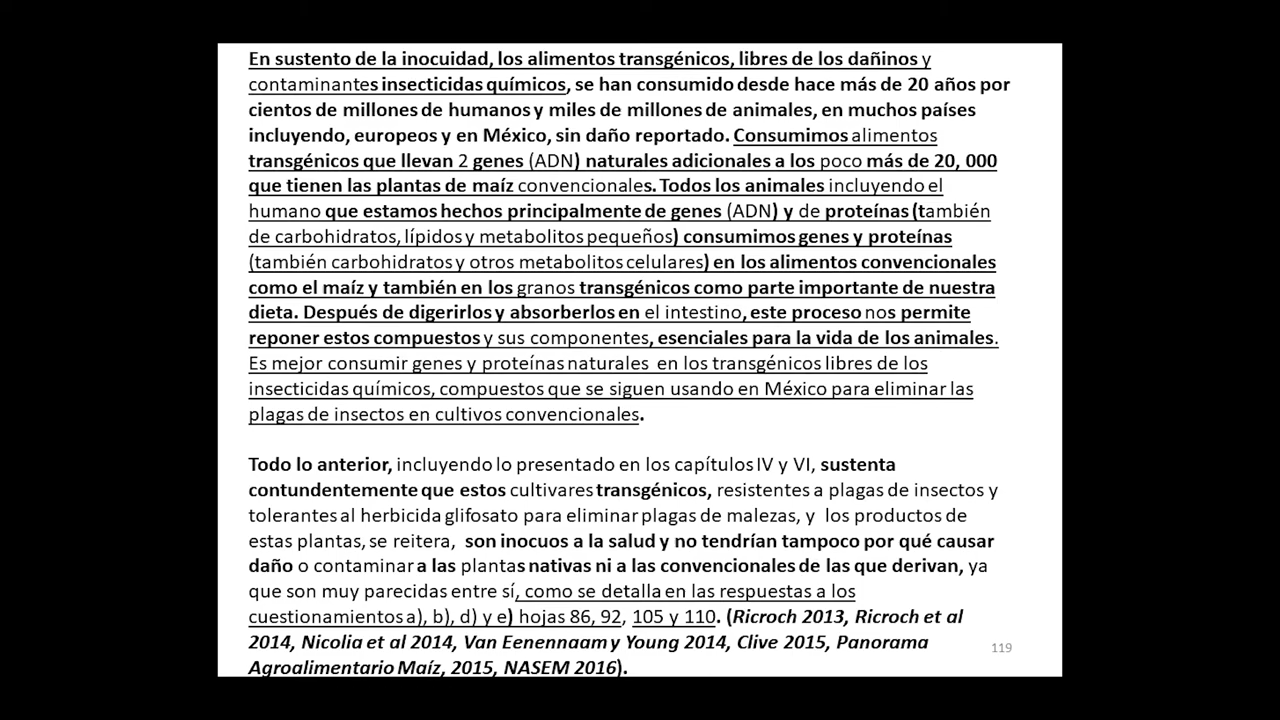 En sustento de la inocuidad, los alimentos transgénicos, libres de los dañinos y
contaminantes insecticidas químicos, se han consumido desde hace más de 20 años por
cientos de millones de humanos y miles de millones de animales, en muchos países
incluyendo, europeos y en México, sin daño reportado. Consumimos alimentos
transgénicos que llevan 2 genes (ADN) naturales adicionales a los poco más de 20, 000
que tienen las plantas de maíz convencionales. Todos los animales incluyendo el
humano que estamos hechos principalmente de genes (ADN) y de proteínas (también
de carbohidratos, lípidos y metabolitos pequeños) consumimos genes y proteínas
(también carbohidratos y otros metabolitos celulares) en los alimentos convencionales
como el maíz y también en los granos transgénicos como parte importante de nuestra
dieta. Después de digerirlos y absorberlos en el intestino, este proceso nos permite
reponer estos compuestos y sus componentes, esenciales para la vida de los animales.
Es mejor consumir genes y proteínas naturales en los transgénicos libres de los
insecticidas químicos, compuestos que se siguen usando en México para eliminar las
plagas de insectos en cultivos convencionales.
Todo lo anterior, incluyendo lo presentado en los capítulos IV y VI, sustenta
contundentemente que estos cultivares transgénicos, resistentes a plagas de insectos y
tolerantes al herbicida glifosato para eliminar plagas de malezas, y los productos de
estas plantas, se reitera, son inocuos a la salud y no tendrían tampoco por qué causar
daño o contaminar a las plantas nativas ni a las convencionales de las que derivan, ya
que son muy parecidas entre sí, como se detalla en las respuestas a los
cuestionamientos a), b), d) y e) hojas 86, 92, 105 y 110. (Ricroch 2013, Ricroch et al
2014, Nicolia et al 2014, Van Eenennaam y Young 2014, Clive 2015, Panorama
Agroalimentario Maíz, 2015, NASEM 2016).
119